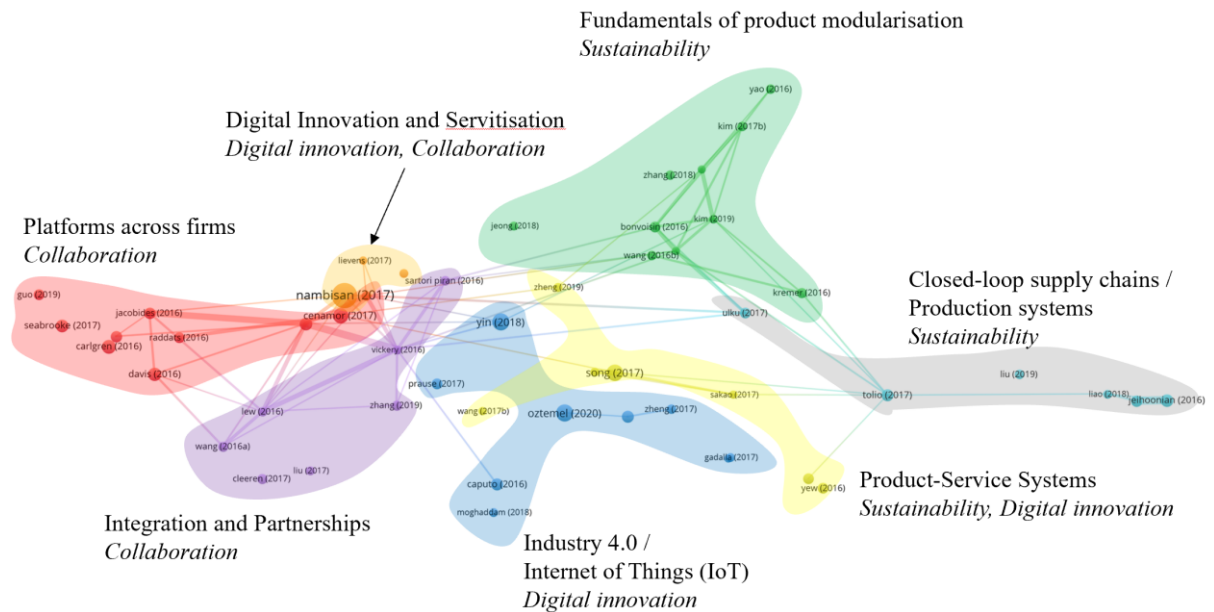 Fundamentals of product modularisation
Sustainability
yao (2016)
kim (2017b)
Digital Innovation and Servitisation
Digital innovation, Collaboration
zhang (2018)
kim (2019)
jeong (2018)
bonvoisin (2016)
Platforms across firms
Collaboration
wang (2016b)
lievens (2017)
sartori piran (2016)
zheng (2019)
kremer (2016)
Closed-loop supply chains /
Production systems
Sustainability
guo (2019)
nambisan (2017)
jacobides (2016)
cenamor (2017)
ulku (2017)
seabrooke (2017)
yin (2018)
raddats (2016)
carlgren (2016)
vickery (2016)
davis (2016)
song (2017)
liu (2019)
prause (2017)
sakao (2017)
tolio (2017)
liao (2018)
jeihoonian (2016)
lew (2016)
zhang (2019)
wang (2017b)
oztemel (2020)
zheng (2017)
wang (2016a)
gadalla (2017)
liu (2017)
cleeren (2017)
caputo (2016)
yew (2016)
Product-Service Systems
Sustainability, Digital innovation
moghaddam (2018)
Integration and Partnerships
Collaboration
Industry 4.0 /
Internet of Things (IoT)
Digital innovation